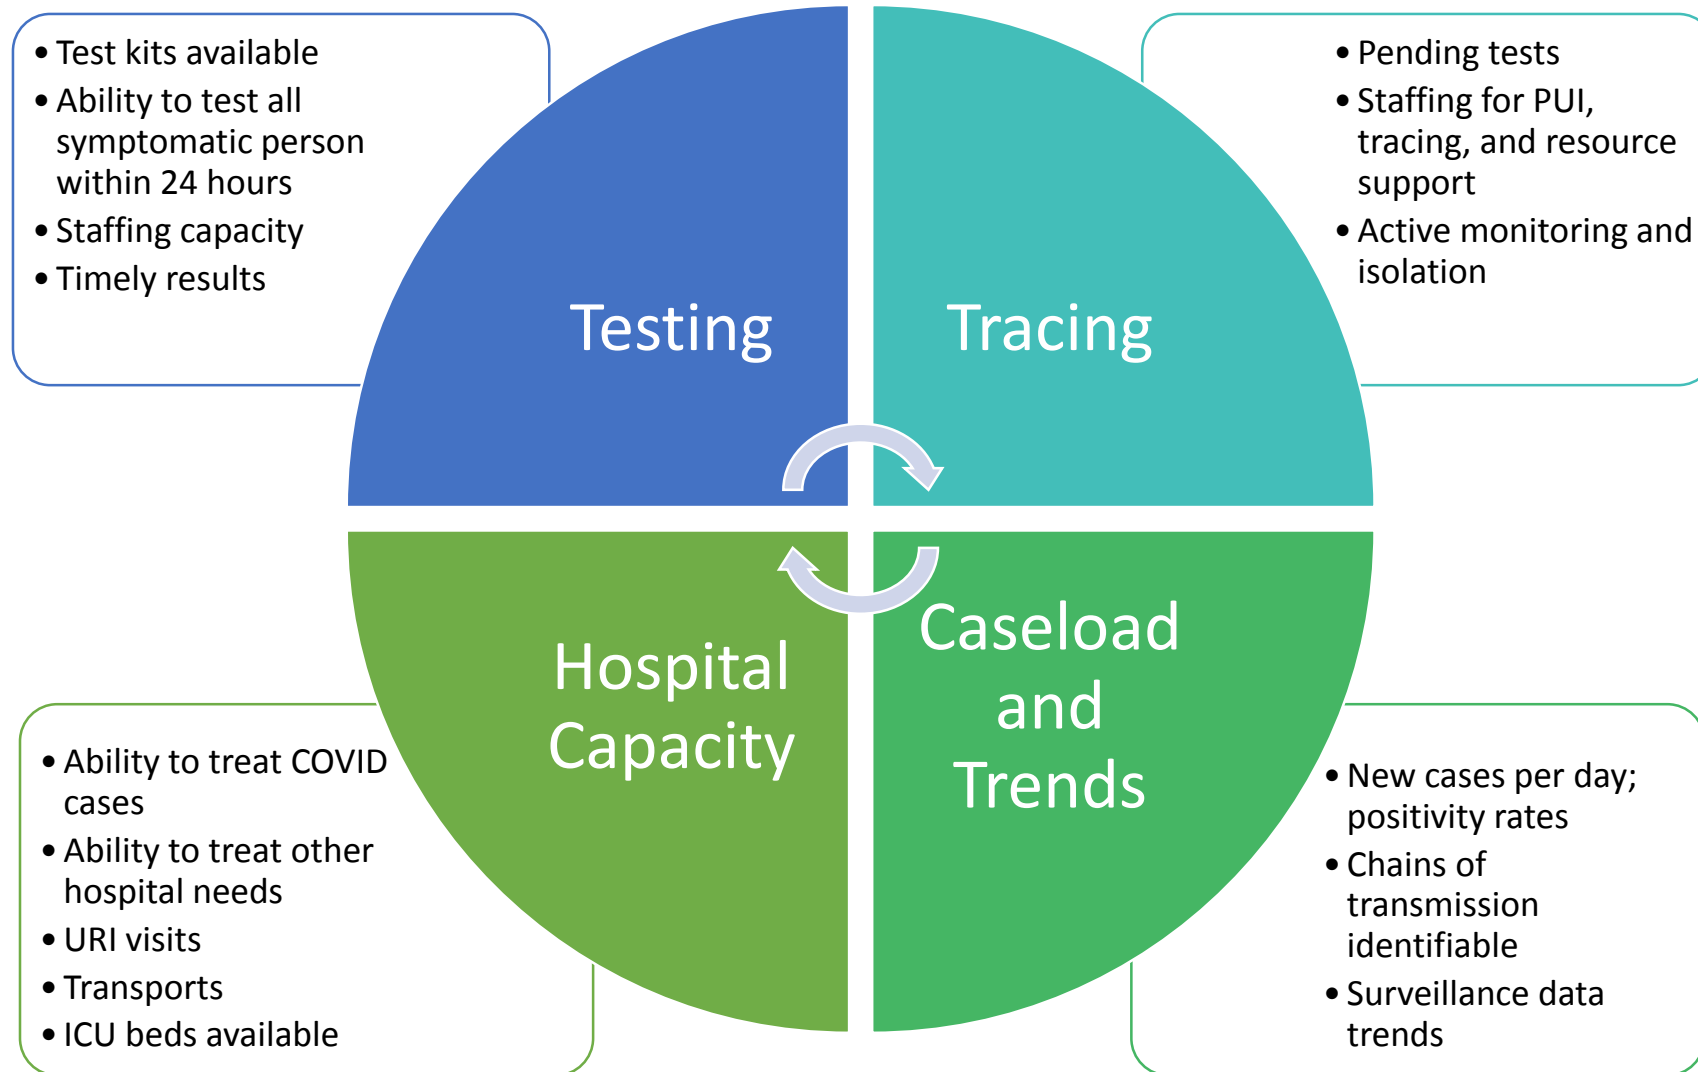 • Test kits available
• Ability to test all
symptomatic person
within 24 hours
• Staffing capacity
• Timely results
Testing
• Pending tests
• Staffing for PUI,
tracing, and resource
support
• Active monitoring and
isolation
Tracing
Hospital
Capacity
• Ability to treat COVID
cases
• Ability to treat other
hospital needs
• URI visits
• Transports
• ICU beds available
Caseload
and
Trends
• New cases per day;
positivity rates
• Chains of
transmission
identifiable
• Surveillance data
trends